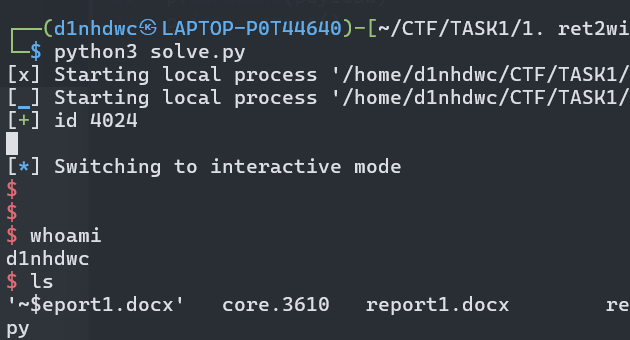 ┌──(d1nhdwc㉿LAPTOP-P0T44640)-[~/CTF/TASK1/1. ret2wi
└─$ python3 solve.py
[x] Starting local process '/home/d1nhdwc/CTF/TASK1/
[_] Starting local process '/home/d1nhdwc/CTF/TASK1/
[+] id 4024
[*] Switching to interactive mode
$
$
$ whoami
d1nhdwc
$ ls
'~$eport1.docx'   core.3610   report1.docx        re
py